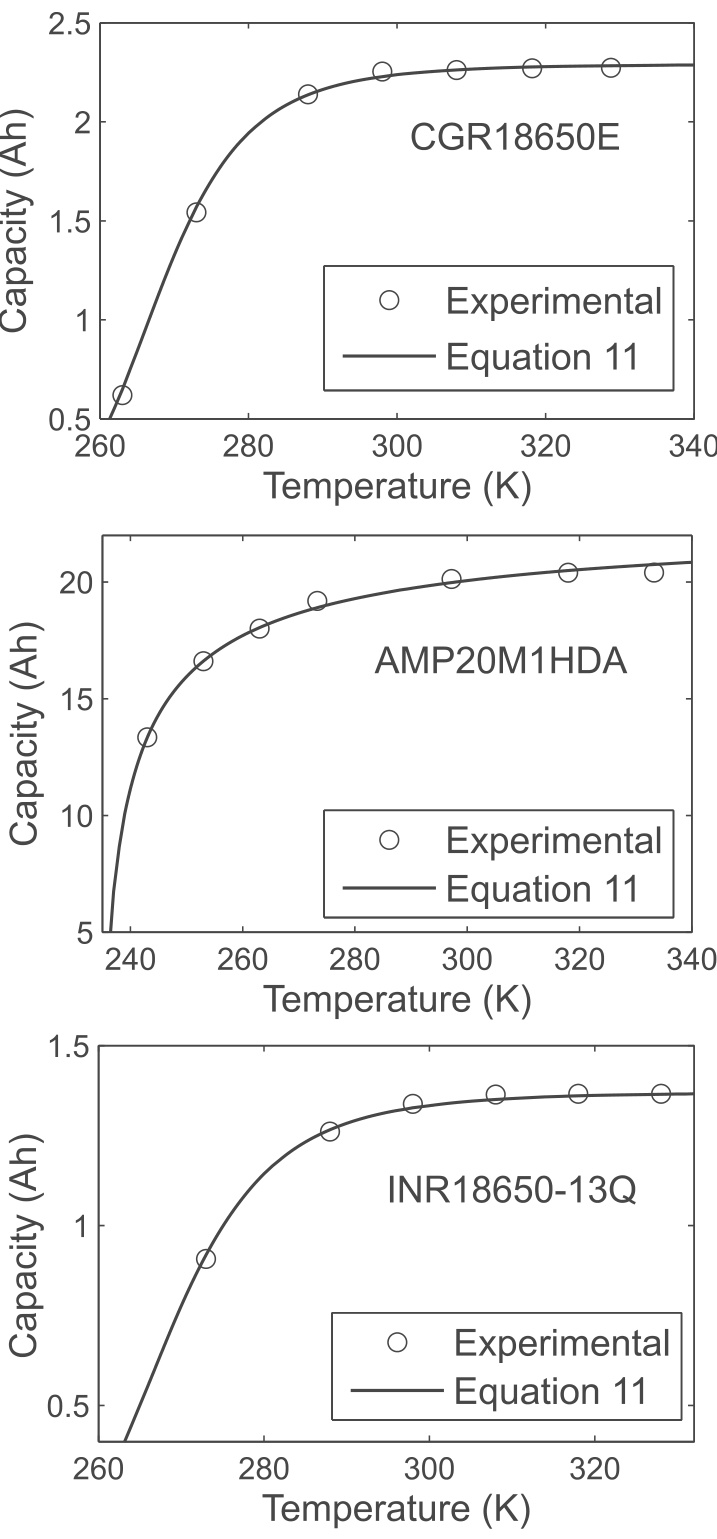 2.5
2
1.5
1
0.5
Capacity (Ah)
CGR18650E
Experimental
Equation 11
260 280 300 320 340
Temperature (K)
20
15
10
5
Capacity (Ah)
AMP20M1HDA
Experimental
Equation 11
240 260 280 300 320 340
Temperature (K)
1.5
1
0.5
Capacity (Ah)
INR18650-13Q
Experimental
Equation 11
260 280 300 320
Temperature (K)